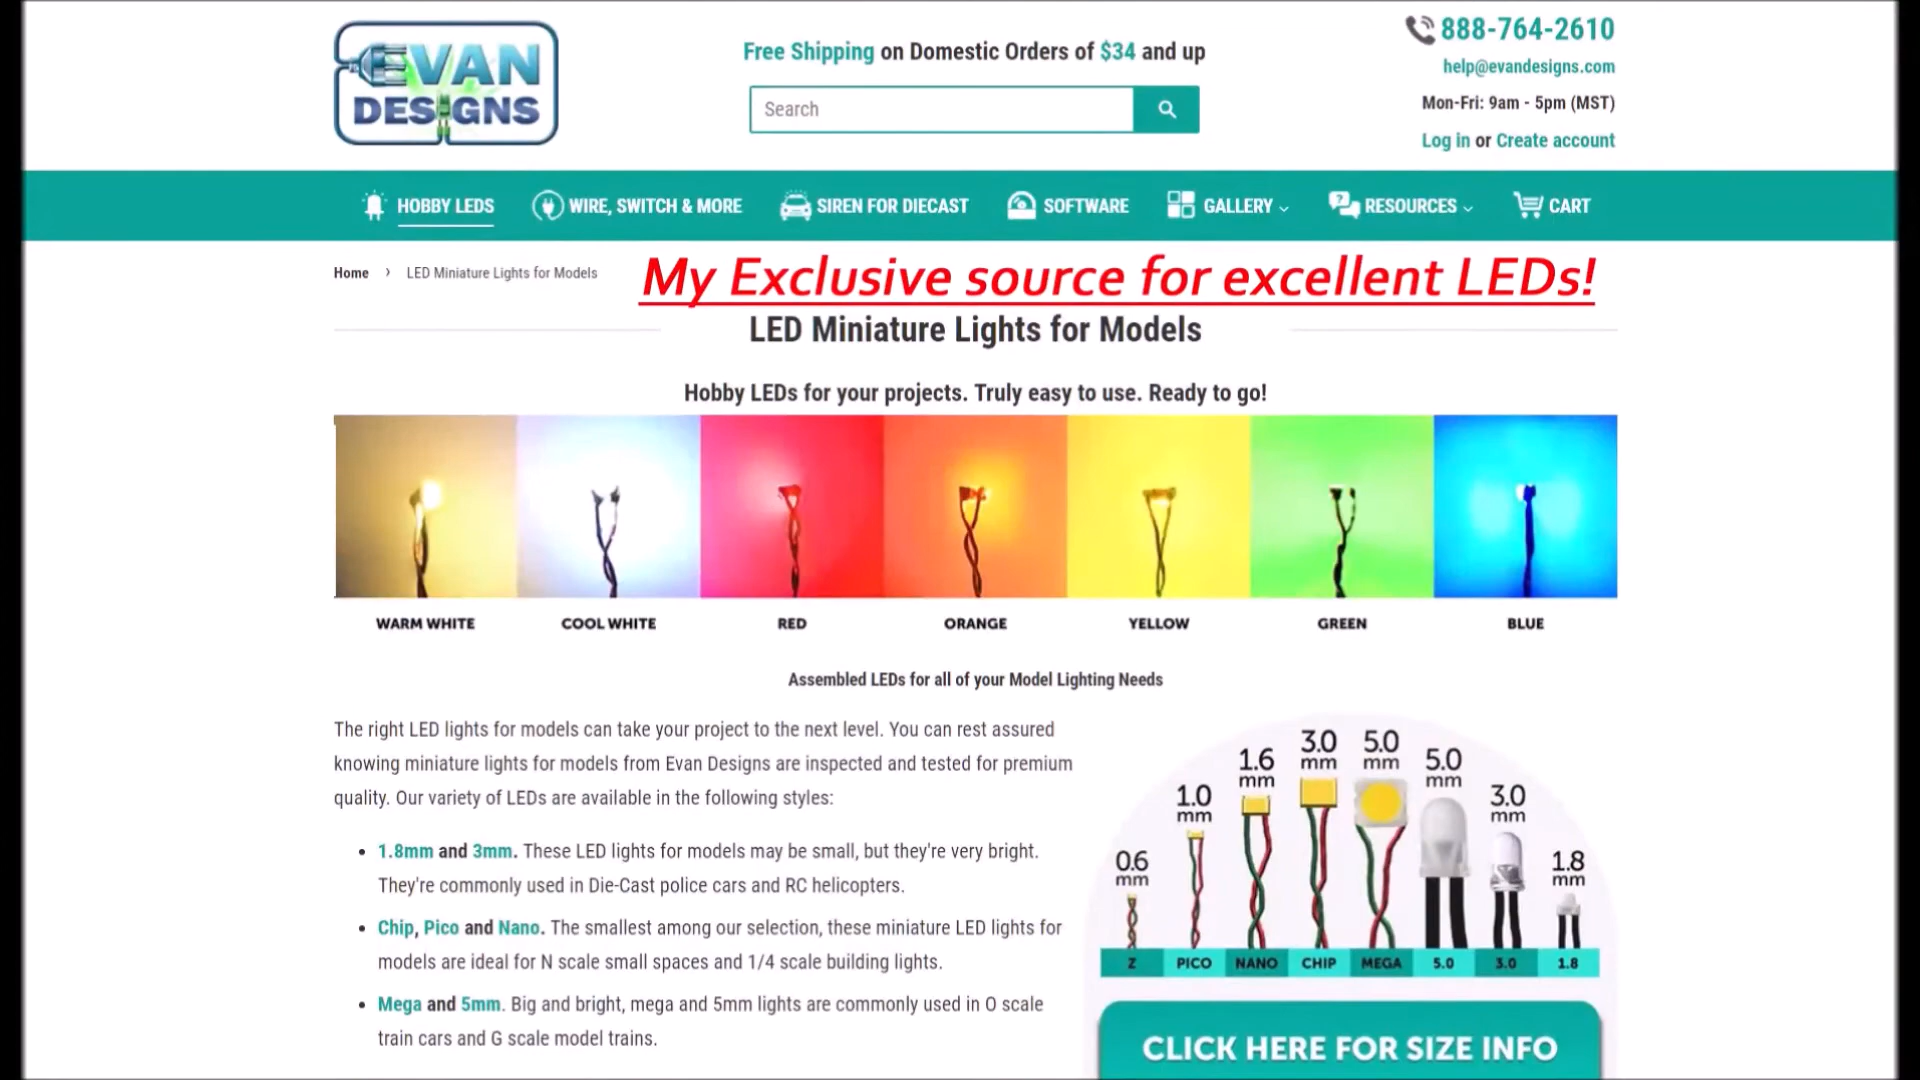 EVAN
DESIGNS
Free Shipping on Domestic Orders of $34 and up
Search
888-764-2610
help@evandesigns.com
Mon-Fri: 9am - 5pm (MST)
Log in or Create account
HOBBY LEDS
WIRE, SWITCH & MORE
SIREN FOR DIECAST
SOFTWARE
GALLERY
RESOURCES
CART
Home › LED Miniature Lights for Models
My Exclusive source for excellent LEDs!
LED Miniature Lights for Models
Hobby LEDs for your projects. Truly easy to use. Ready to go!
WARM WHITE
COOL WHITE
RED
ORANGE
YELLOW
GREEN
BLUE
Assembled LEDs for all of your Model Lighting Needs
The right LED lights for models can take your project to the next level. You can rest assured
knowing miniature lights for models from Evan Designs are inspected and tested for premium
quality. Our variety of LEDs are available in the following styles:
• 1.8mm and 3mm. These LED lights for models may be small, but they're very bright.
They're commonly used in Die-Cast police cars and RC helicopters.
• Chip, Pico and Nano. The smallest among our selection, these miniature LED lights for
models are ideal for N scale small spaces and 1/4 scale building lights.
• Mega and 5mm. Big and bright, mega and 5mm lights are commonly used in O scale
train cars and G scale model trains.
0.6
mm
1.0
mm
1.6
mm
3.0
mm
5.0
mm
5.0
mm
3.0
mm
1.8
mm
Z
PICO
NANO
CHIP
MEGA
5.0
3.0
1.8
CLICK HERE FOR SIZE INFO